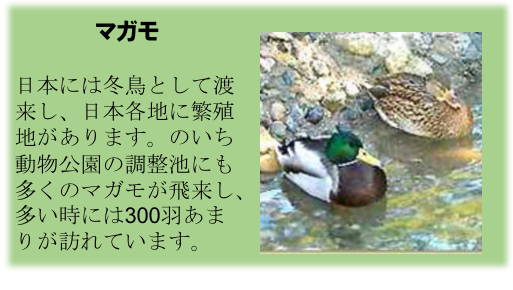 マガモ
日本には冬鳥として渡
来し、日本各地に繁殖
地があります。のいち
動物公園の調整池にも
多くのマガモが飛来し、
多い時には300羽あま
りが訪れています。